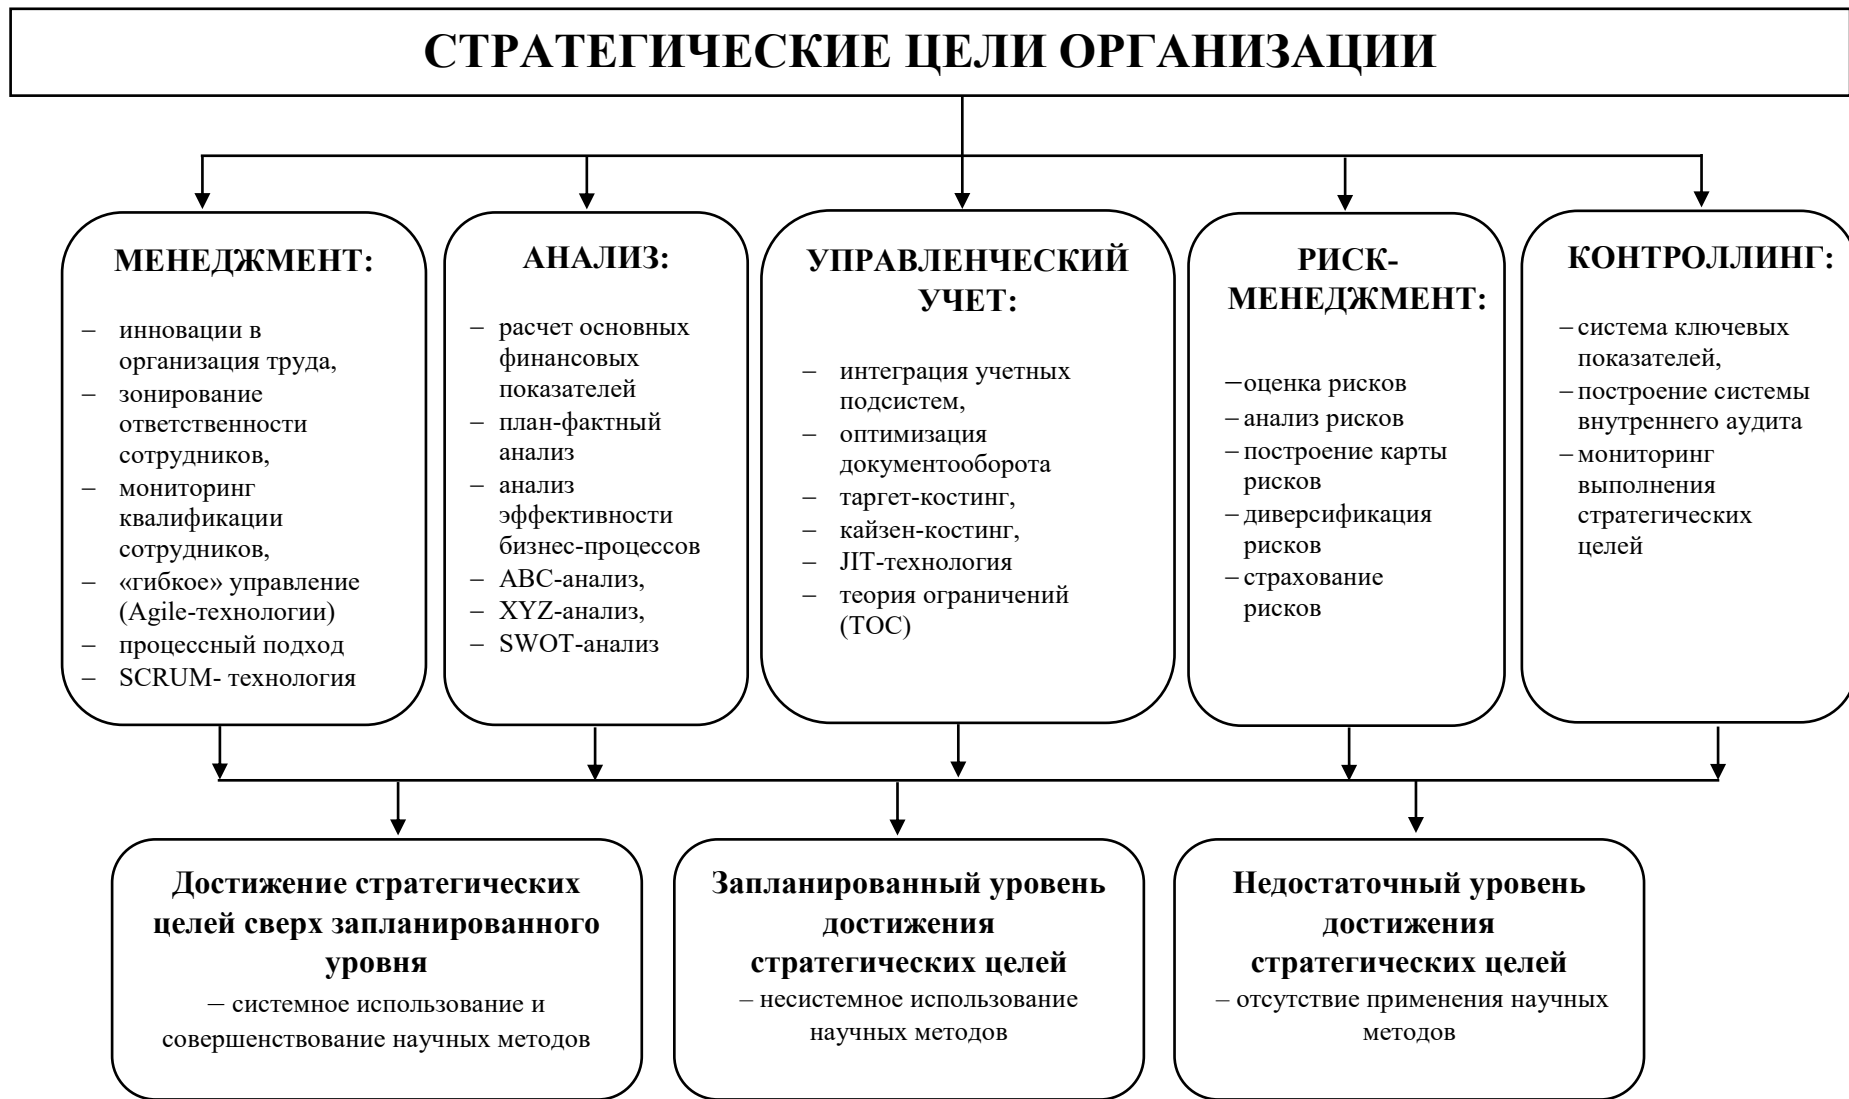 СТРАТЕГИЧЕСКИЕ ЦЕЛИ ОРГАНИЗАЦИИ
МЕНЕДЖМЕНТ:
– инновации в
организация труда,
– зонирование
ответственности
сотрудников,
– мониторинг
квалификации
сотрудников,
– «гибкое» управление
(Agile-технологии)
– процессный подход
– SCRUM- технология
АНАЛИЗ:
– расчет основных
финансовых
показателей
– план-фактный
анализ
– анализ
эффективности
бизнес-процессов
– ABC-анализ,
– XYZ-анализ,
– SWOT-анализ
УПРАВЛЕНЧЕСКИЙ
УЧЕТ:
– интеграция учетных
подсистем,
– оптимизация
документооборота
– таргет-костинг,
– кайзен-костинг,
– JIT-технология
– теория ограничений
(ТОС)
РИСК-
МЕНЕДЖМЕНТ:
– оценка рисков
– анализ рисков
– построение карты
рисков
– диверсификация
рисков
– страхование
рисков
КОНТРОЛЛИНГ:
– система ключевых
показателей,
– построение системы
внутреннего аудита
– мониторинг
выполнения
стратегических
целей
Достижение стратегических
целей сверх запланированного
уровня
– системное использование и
совершенствование научных методов
Запланированный уровень
достижения
стратегических целей
– несистемное использование
научных методов
Недостаточный уровень
достижения
стратегических целей
– отсутствие применения научных
методов